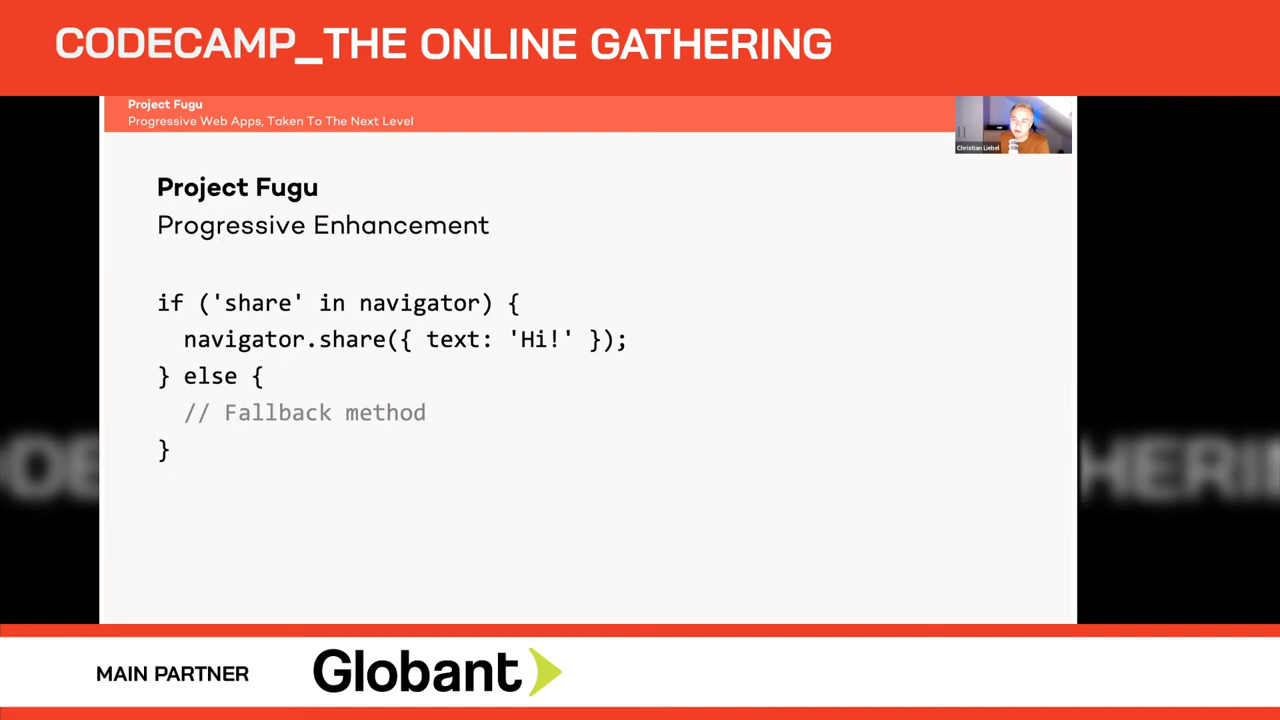 CODECAMP_THE ONLINE GATHERING
Project Fugu
Progressive Web Apps, Taken To The Next Level
Christian Liebel
Project Fugu
Progressive Enhancement
if ('share' in navigator) {
  navigator.share({ text: 'Hi!' });
} else {
  // Fallback method
}
MAIN PARTNER
Globant